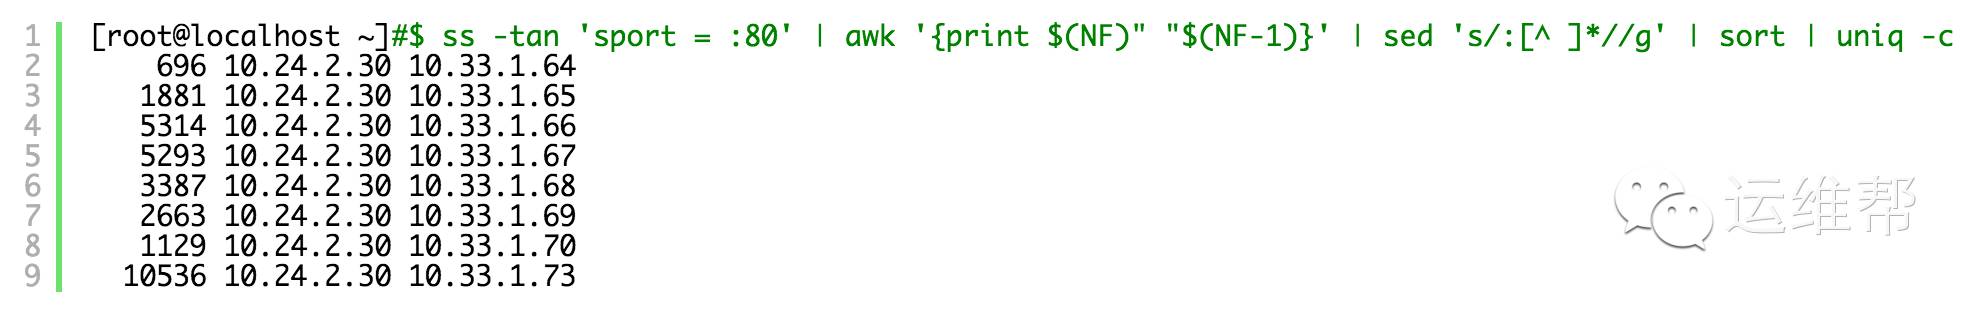 1 [root@localhost ~]#$ ss -tan 'sport = :80' | awk '{print $(NF)" "$(NF-1)}' | sed 's/:[^ ]*//g' | sort | uniq -c
2 696 10.24.2.30 10.33.1.64
3 1881 10.24.2.30 10.33.1.65
4 5314 10.24.2.30 10.33.1.66
5 5293 10.24.2.30 10.33.1.67
6 3387 10.24.2.30 10.33.1.68
7 2663 10.24.2.30 10.33.1.69
8 1129 10.24.2.30 10.33.1.70
9 10536 10.24.2.30 10.33.1.73
运维帮